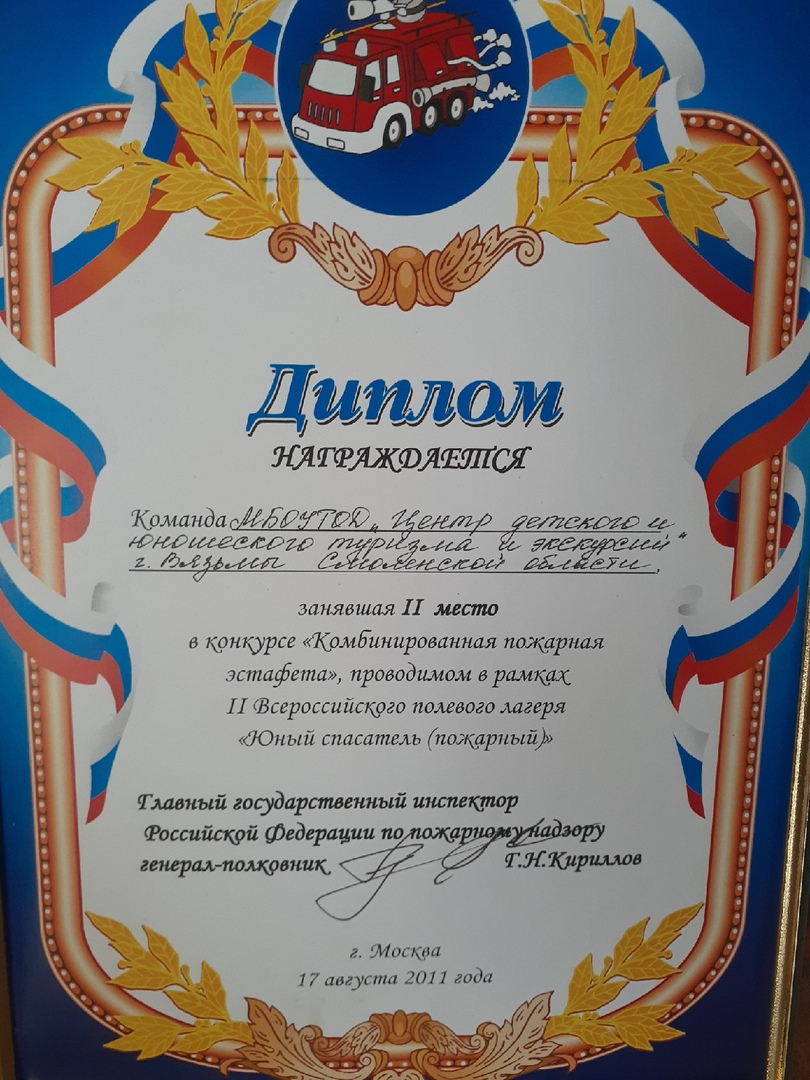 Диплом
НАГРАЖДАЕТСЯ
Команда МБОУДОД „Центр детского и
юношеского туризма и экскурсий"
г. Вязьмы Смоленской области,
занявшая II место
в конкурсе «Комбинированная пожарная
эстафета», проводимом в рамках
II Всероссийского полевого лагеря
«Юный спасатель (пожарный)»
Главный государственный инспектор
Российской Федерации по пожарному надзору
генерал-полковник Г.Н.Кириллов
г. Москва
17 августа 2011 года